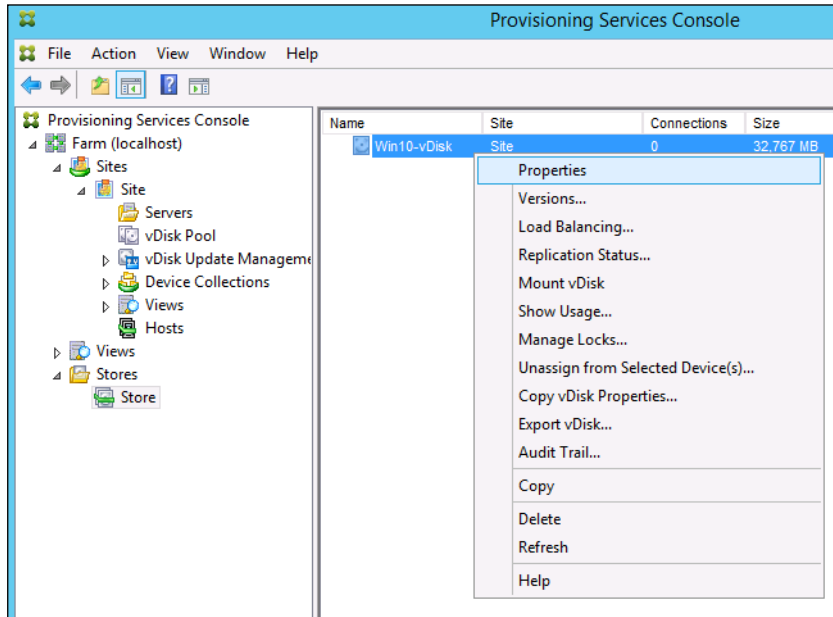 Provisioning Services Console
File Action View Window Help
Provisioning Services Console
Farm (localhost)
Sites
Site
Servers
vDisk Pool
vDisk Update Manageme
Device Collections
Views
Hosts
Views
Stores
Store
Name Site Connections Size
Win10-vDisk Site 0 32,767 MB
Properties
Versions...
Load Balancing...
Replication Status...
Mount vDisk
Show Usage...
Manage Locks...
Unassign from Selected Device(s)...
Copy vDisk Properties...
Export vDisk...
Audit Trail...
Copy
Delete
Refresh
Help